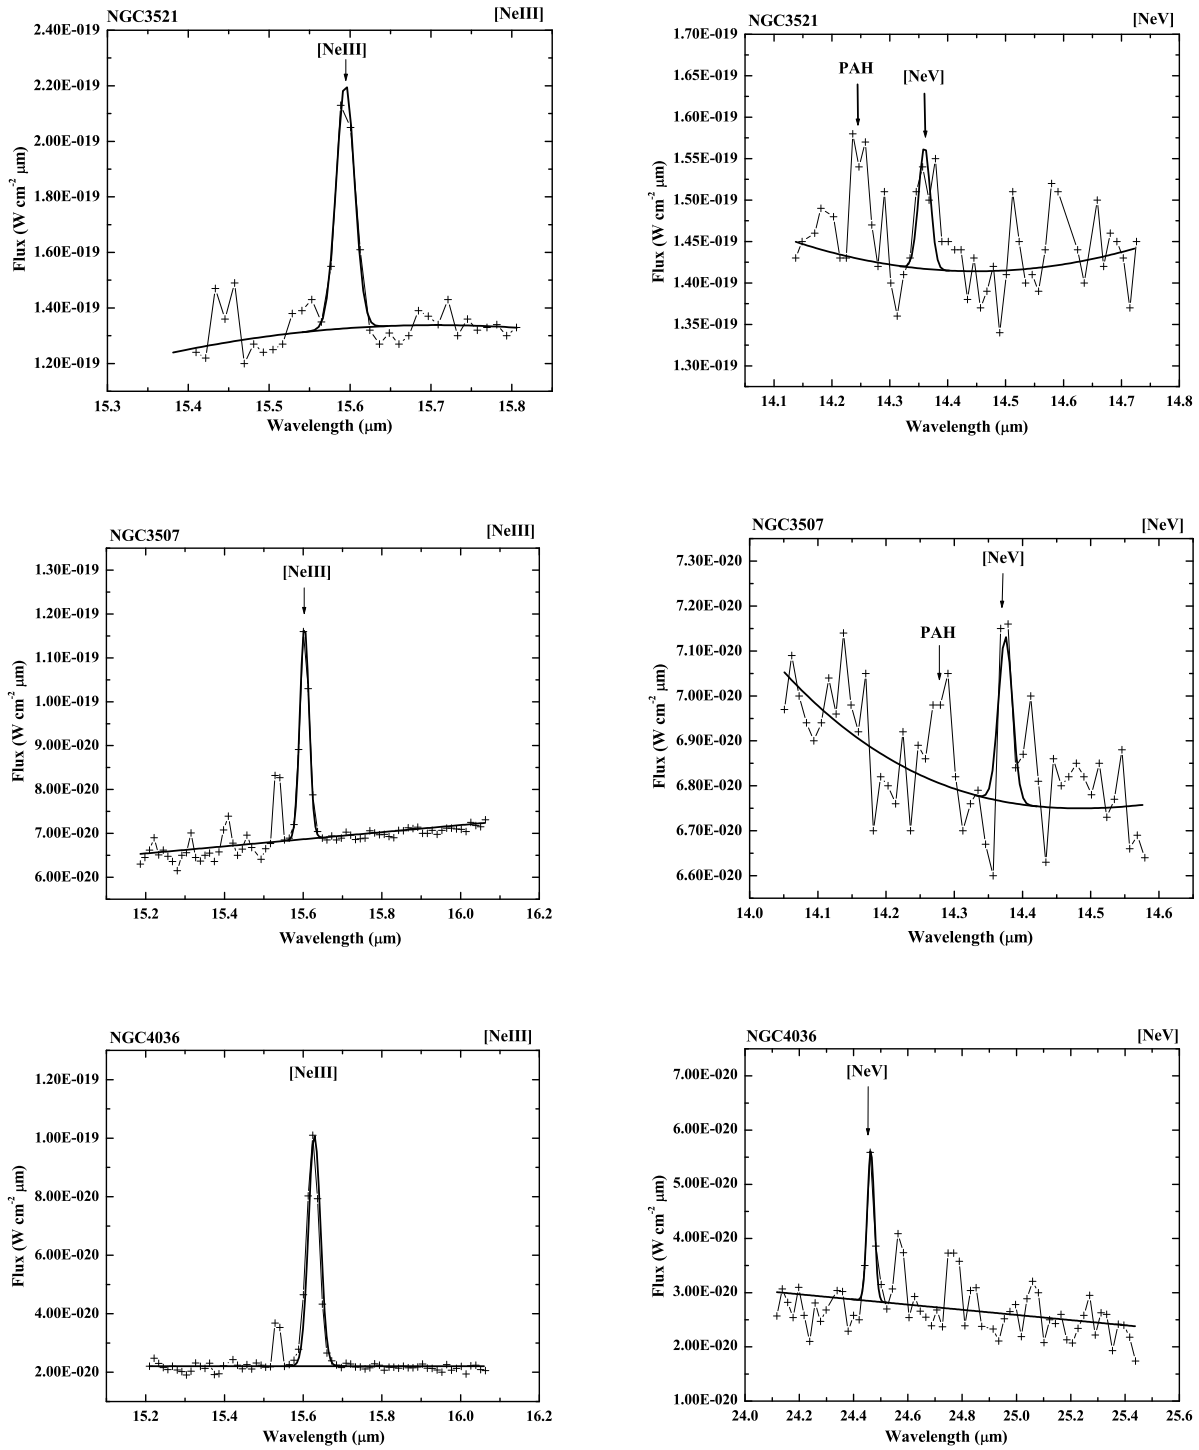 NGC3521 [NeIII]
[NeIII]
2.40E-019
2.20E-019
2.00E-019
1.80E-019
1.60E-019
1.40E-019
1.20E-019
Flux (W cm-2 μm)
15.3 15.4 15.5 15.6 15.7 15.8
Wavelength (μm)
NGC3521 [NeV]
PAH [NeV]
1.70E-019
1.65E-019
1.60E-019
1.55E-019
1.50E-019
1.45E-019
1.40E-019
1.35E-019
1.30E-019
Flux (W cm-2 μm)
14.1 14.2 14.3 14.4 14.5 14.6 14.7 14.8
Wavelength (μm)
NGC3507 [NeIII]
[NeIII]
1.30E-019
1.20E-019
1.10E-019
1.00E-019
9.00E-020
8.00E-020
7.00E-020
6.00E-020
Flux (W cm-2 μm)
15.2 15.4 15.6 15.8 16.0 16.2
Wavelength (μm)
NGC3507 [NeV]
[NeV]
PAH
7.30E-020
7.20E-020
7.10E-020
7.00E-020
6.90E-020
6.80E-020
6.70E-020
6.60E-020
Flux (W cm-2 μm)
14.0 14.1 14.2 14.3 14.4 14.5 14.6
Wavelength (μm)
NGC4036 [NeIII]
[NeIII]
1.20E-019
1.00E-019
8.00E-020
6.00E-020
4.00E-020
2.00E-020
Flux (W cm-2 μm)
15.2 15.4 15.6 15.8 16.0 16.2
Wavelength (μm)
NGC4036 [NeV]
[NeV]
7.00E-020
6.00E-020
5.00E-020
4.00E-020
3.00E-020
2.00E-020
1.00E-020
Flux (W cm-2 μm)
24.0 24.2 24.4 24.6 24.8 25.0 25.2 25.4 25.6
Wavelength (μm)